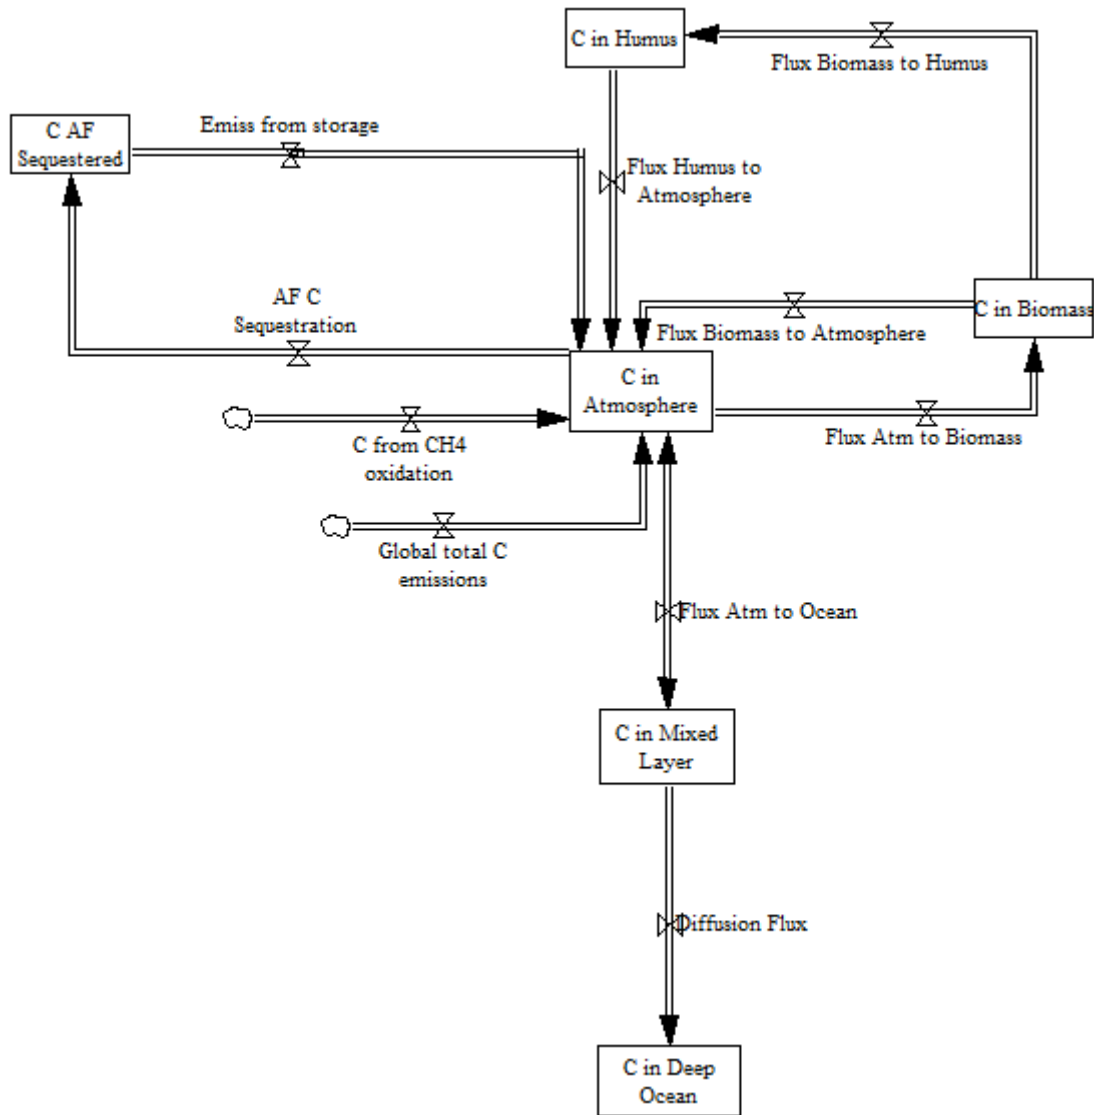 C in Humus
Flux Biomass to Humus
Emiss from storage
C AF
Sequestered
Flux Humus to
Atmosphere
AF C
Sequestration
C in Biomass
Flux Biomass to Atmosphere
C in
Atmosphere
Flux Atm to Biomass
C from CH4
oxidation
Global total C
emissions
Flux Atm to Ocean
C in Mixed
Layer
Diffusion Flux
C in Deep
Ocean